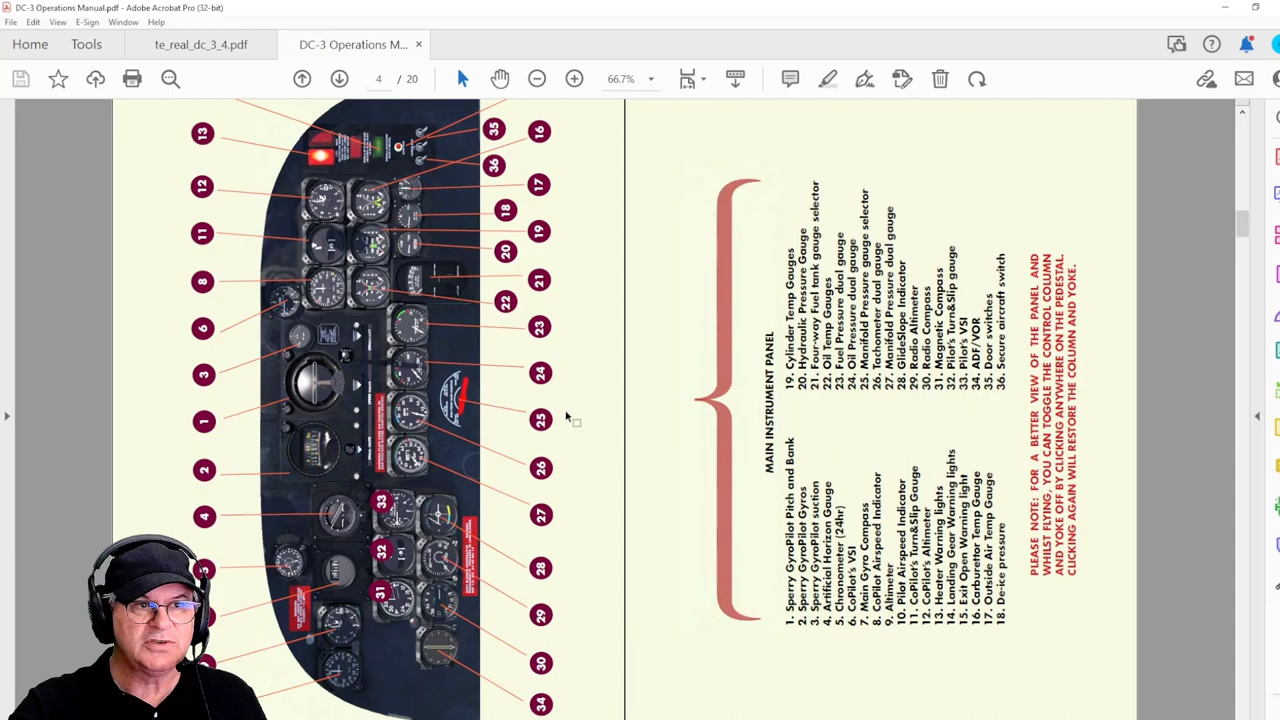 DC-3 Operations Manual.pdf - Adobe Acrobat Pro (32-bit)
File Edit View E-Sign Window Help
Home Tools te_real_dc_3_4.pdf DC-3 Operations M... ×
4 / 20 66.7%
13
12
11
8
6
3
1
2
4
35
16
36
17
18
19
20
21
22
23
24
25
26
27
33
32
31
28
29
30
34
MAIN INSTRUMENT PANEL
1. Sperry GyroPilot Pitch and Bank
2. Sperry GyroPilot Gyros
3. Sperry GyroPilot suction
4. Artificial Horizon Gauge
5. Chronometer (24hr)
6. CoPilot's VSI
7. Main Gyro Compass
8. CoPilot Airspeed Indicator
9. Altimeter
10. Pilot Airspeed Indicator
11. CoPilot's Turn&Slip Gauge
12. CoPilot's Altimeter
13. Heater Warning lights
14. Landing Gear Warning lights
15. Exit Open Warning light
16. Carburettor Temp Gauge
17. Outside Air Temp Gauge
18. De-ice pressure
19. Cylinder Temp Gauges
20. Hydraulic Pressure Gauge
21. Four-way Fuel tank gauge selector
22. Oil Temp Gauges
23. Fuel Pressure dual gauge
24. Oil Pressure dual gauge
25. Manifold Pressure gauge selector
26. Tachometer dual gauge
27. Manifold Pressure dual gauge
28. GlideSlope Indicator
29. Radio Altimeter
30. Radio Compass
31. Magnetic Compass
32. Pilot's Turn&Slip gauge
33. Pilot's VSI
34. ADF/VOR
35. Door switches
36. Secure aircraft switch
PLEASE NOTE: FOR A BETTER VIEW OF THE PANEL AND
WHILST FLYING, YOU CAN TOGGLE THE CONTROL COLUMN
AND YOKE OFF BY CLICKING ANYWHERE ON THE PEDESTAL.
CLICKING AGAIN WILL RESTORE THE COLUMN AND YOKE.